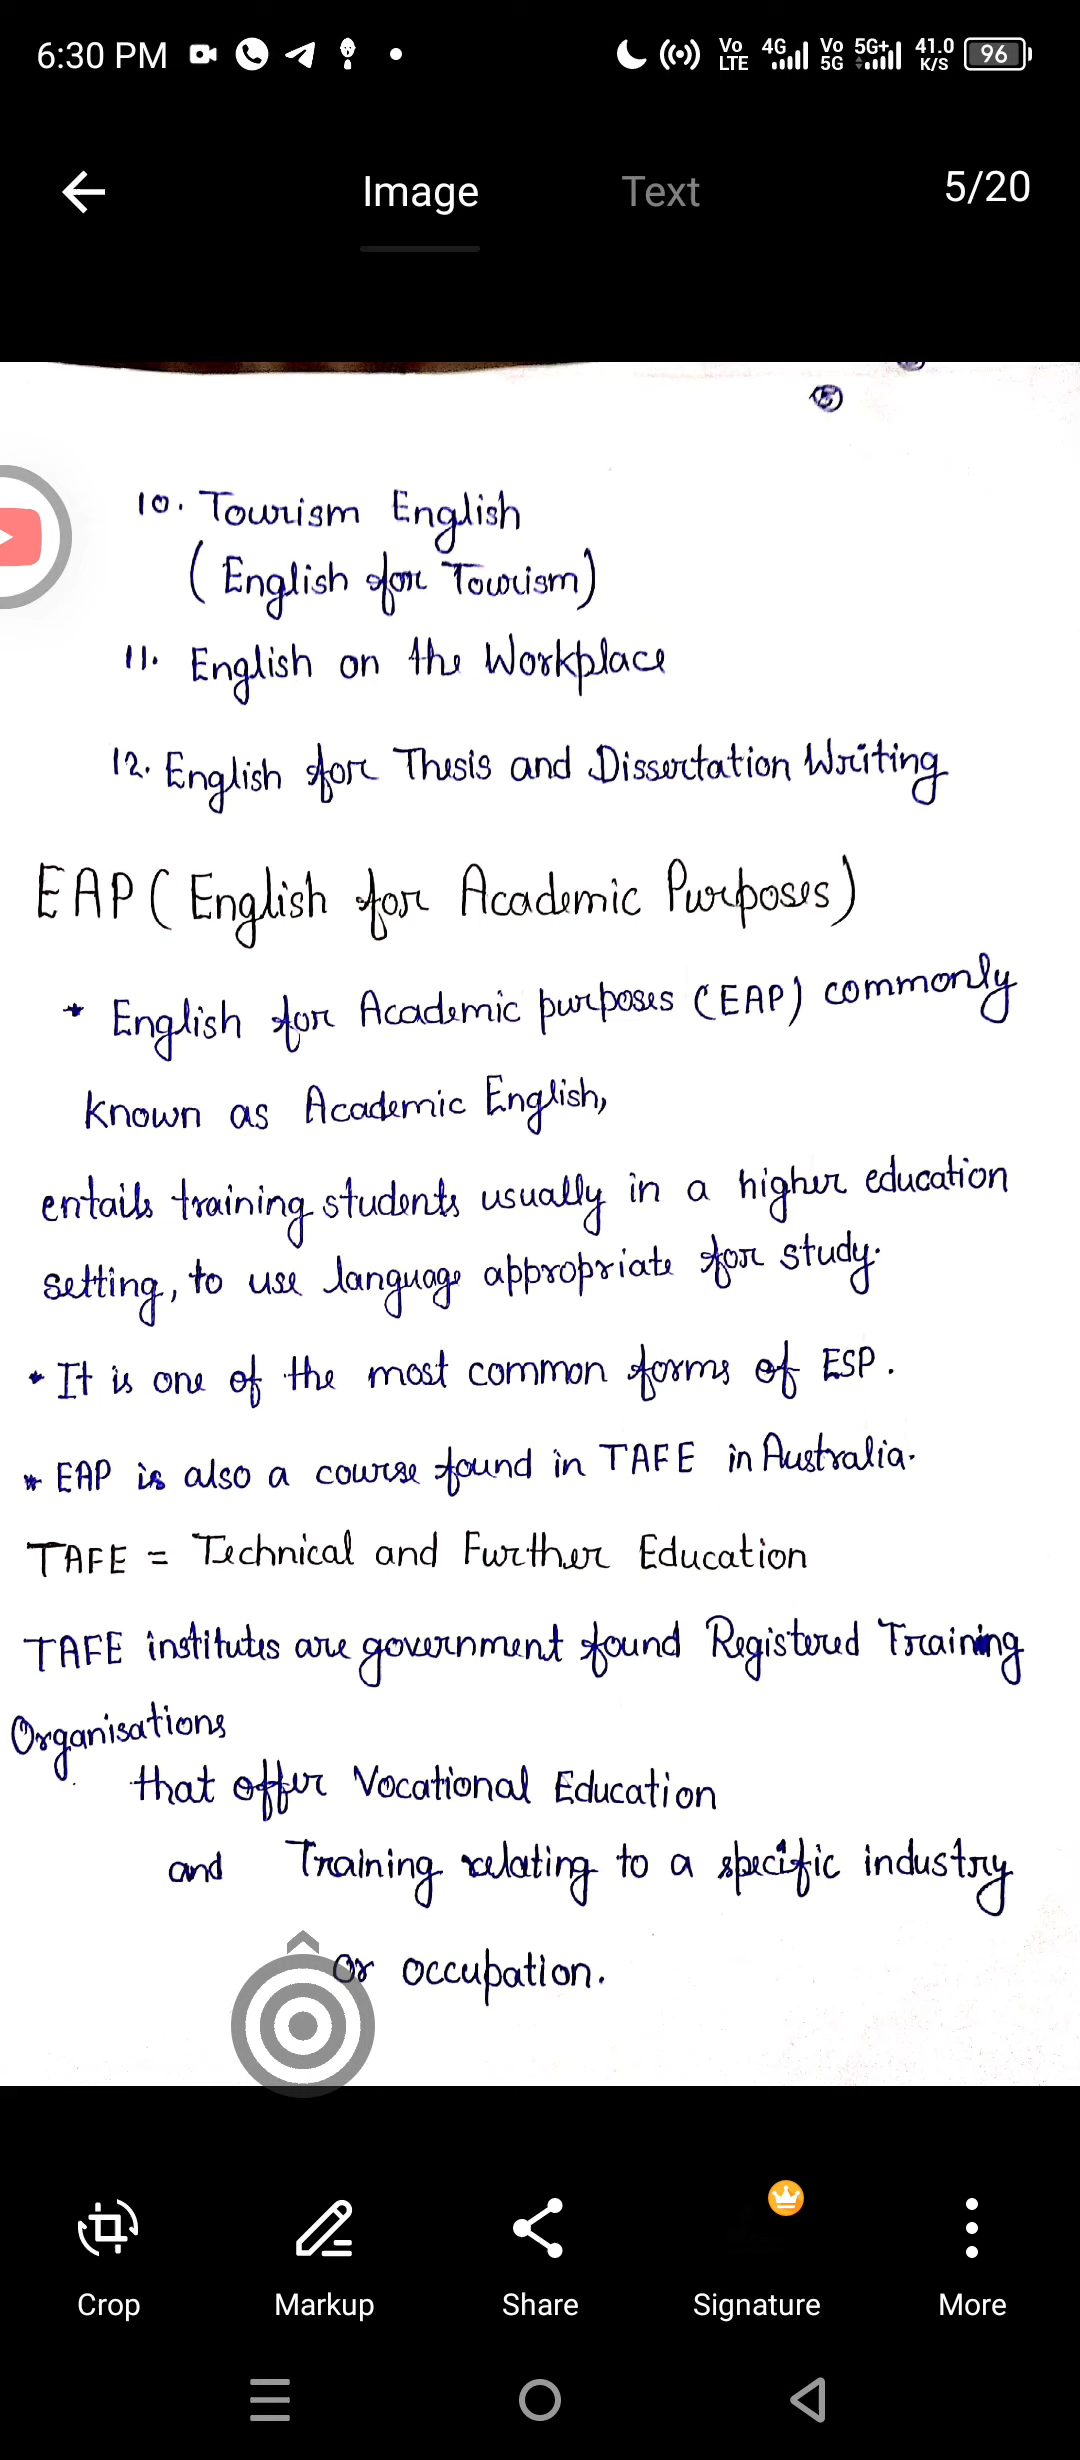 6:30 PM Vo LTE 4G Vo 5G 5G+ 41.0 K/S 96
Image Text 5/20
5
10. Tourism English
(English for Tourism)
11. English on the Workplace
12. English for Thesis and Dissertation Writing
EAP (English for Academic Purposes)
* English for Academic purposes (EAP) commonly
known as Academic English,
entails training students usually in a higher education
setting, to use language appropriate for study.
* It is one of the most common forms of ESP.
* EAP is also a course found in TAFE in Australia.
TAFE = Technical and Further Education
TAFE institutes are government found Registered Training
Organisations
that offer Vocational Education
and Training relating to a specific industry
or occupation.
Crop Markup Share Signature More